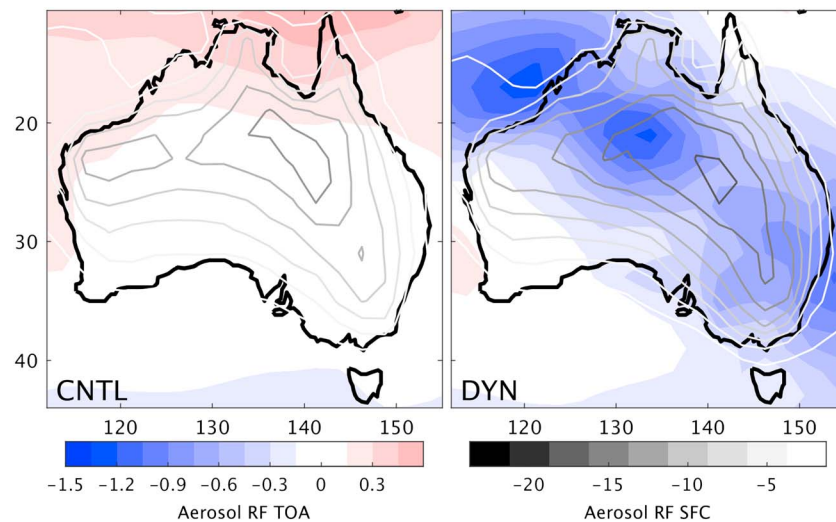 20
30
40
CNTL
DYN
120 130 140 150 120 130 140 150
-1.5 -1.2 -0.9 -0.6 -0.3 0 0.3
-20 -15 -10 -5
Aerosol RF TOA
Aerosol RF SFC